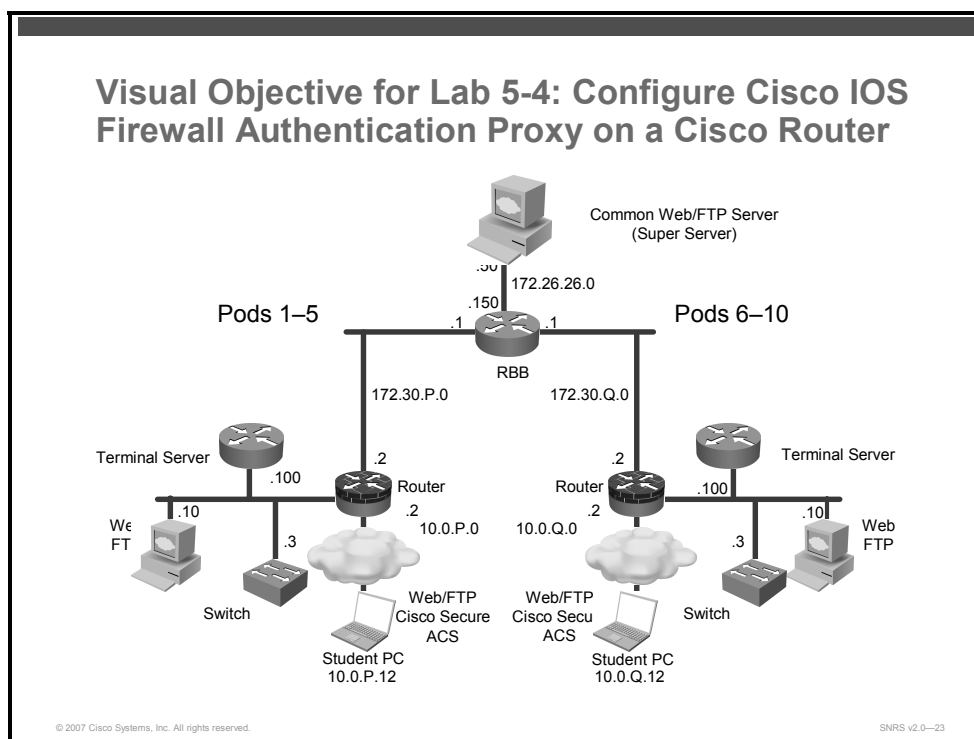 Visual Objective for Lab 5-4: Configure Cisco IOS
Firewall Authentication Proxy on a Cisco Router
Common Web/FTP Server
(Super Server)
.50
172.26.26.0
.150
Pods 1–5
Pods 6–10
.1
.1
RBB
172.30.P.0
172.30.Q.0
Terminal Server
Terminal Server
.2
.2
.100
Router
Router
.100
.10
.2
10.0.P.0
10.0.Q.0
.2
.10
We
FT
Web
FTP
.3
.3
Switch
Switch
Web/FTP
Cisco Secure
ACS
Web/FTP
Cisco Secu
ACS
Student PC
10.0.P.12
Student PC
10.0.Q.12
© 2007 Cisco Systems, Inc. All rights reserved.
SNRS v2.0—23